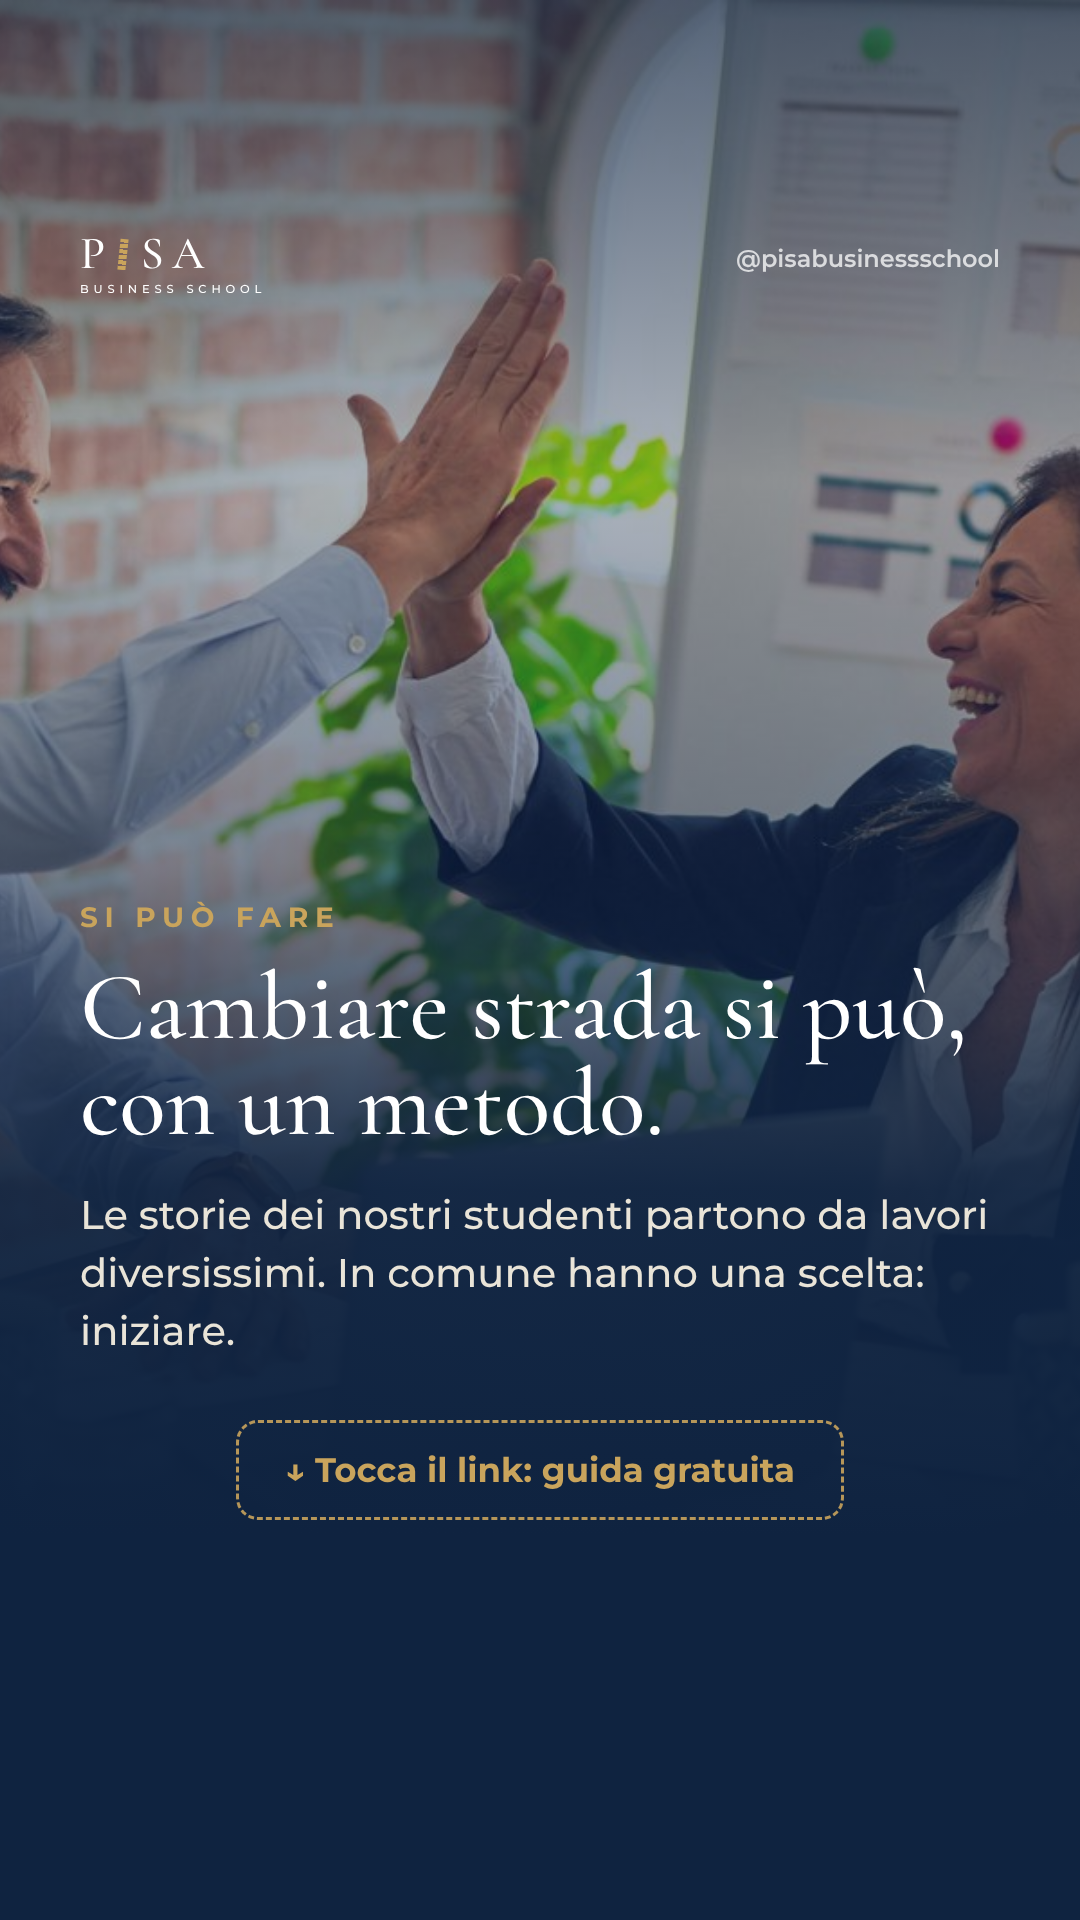 PISA
BUSINESS SCHOOL
@pisabusinessschool
SI PUÒ FARE
Cambiare strada si può,
con un metodo.
Le storie dei nostri studenti partono da lavori
diversissimi. In comune hanno una scelta:
iniziare.
↓ Tocca il link: guida gratuita